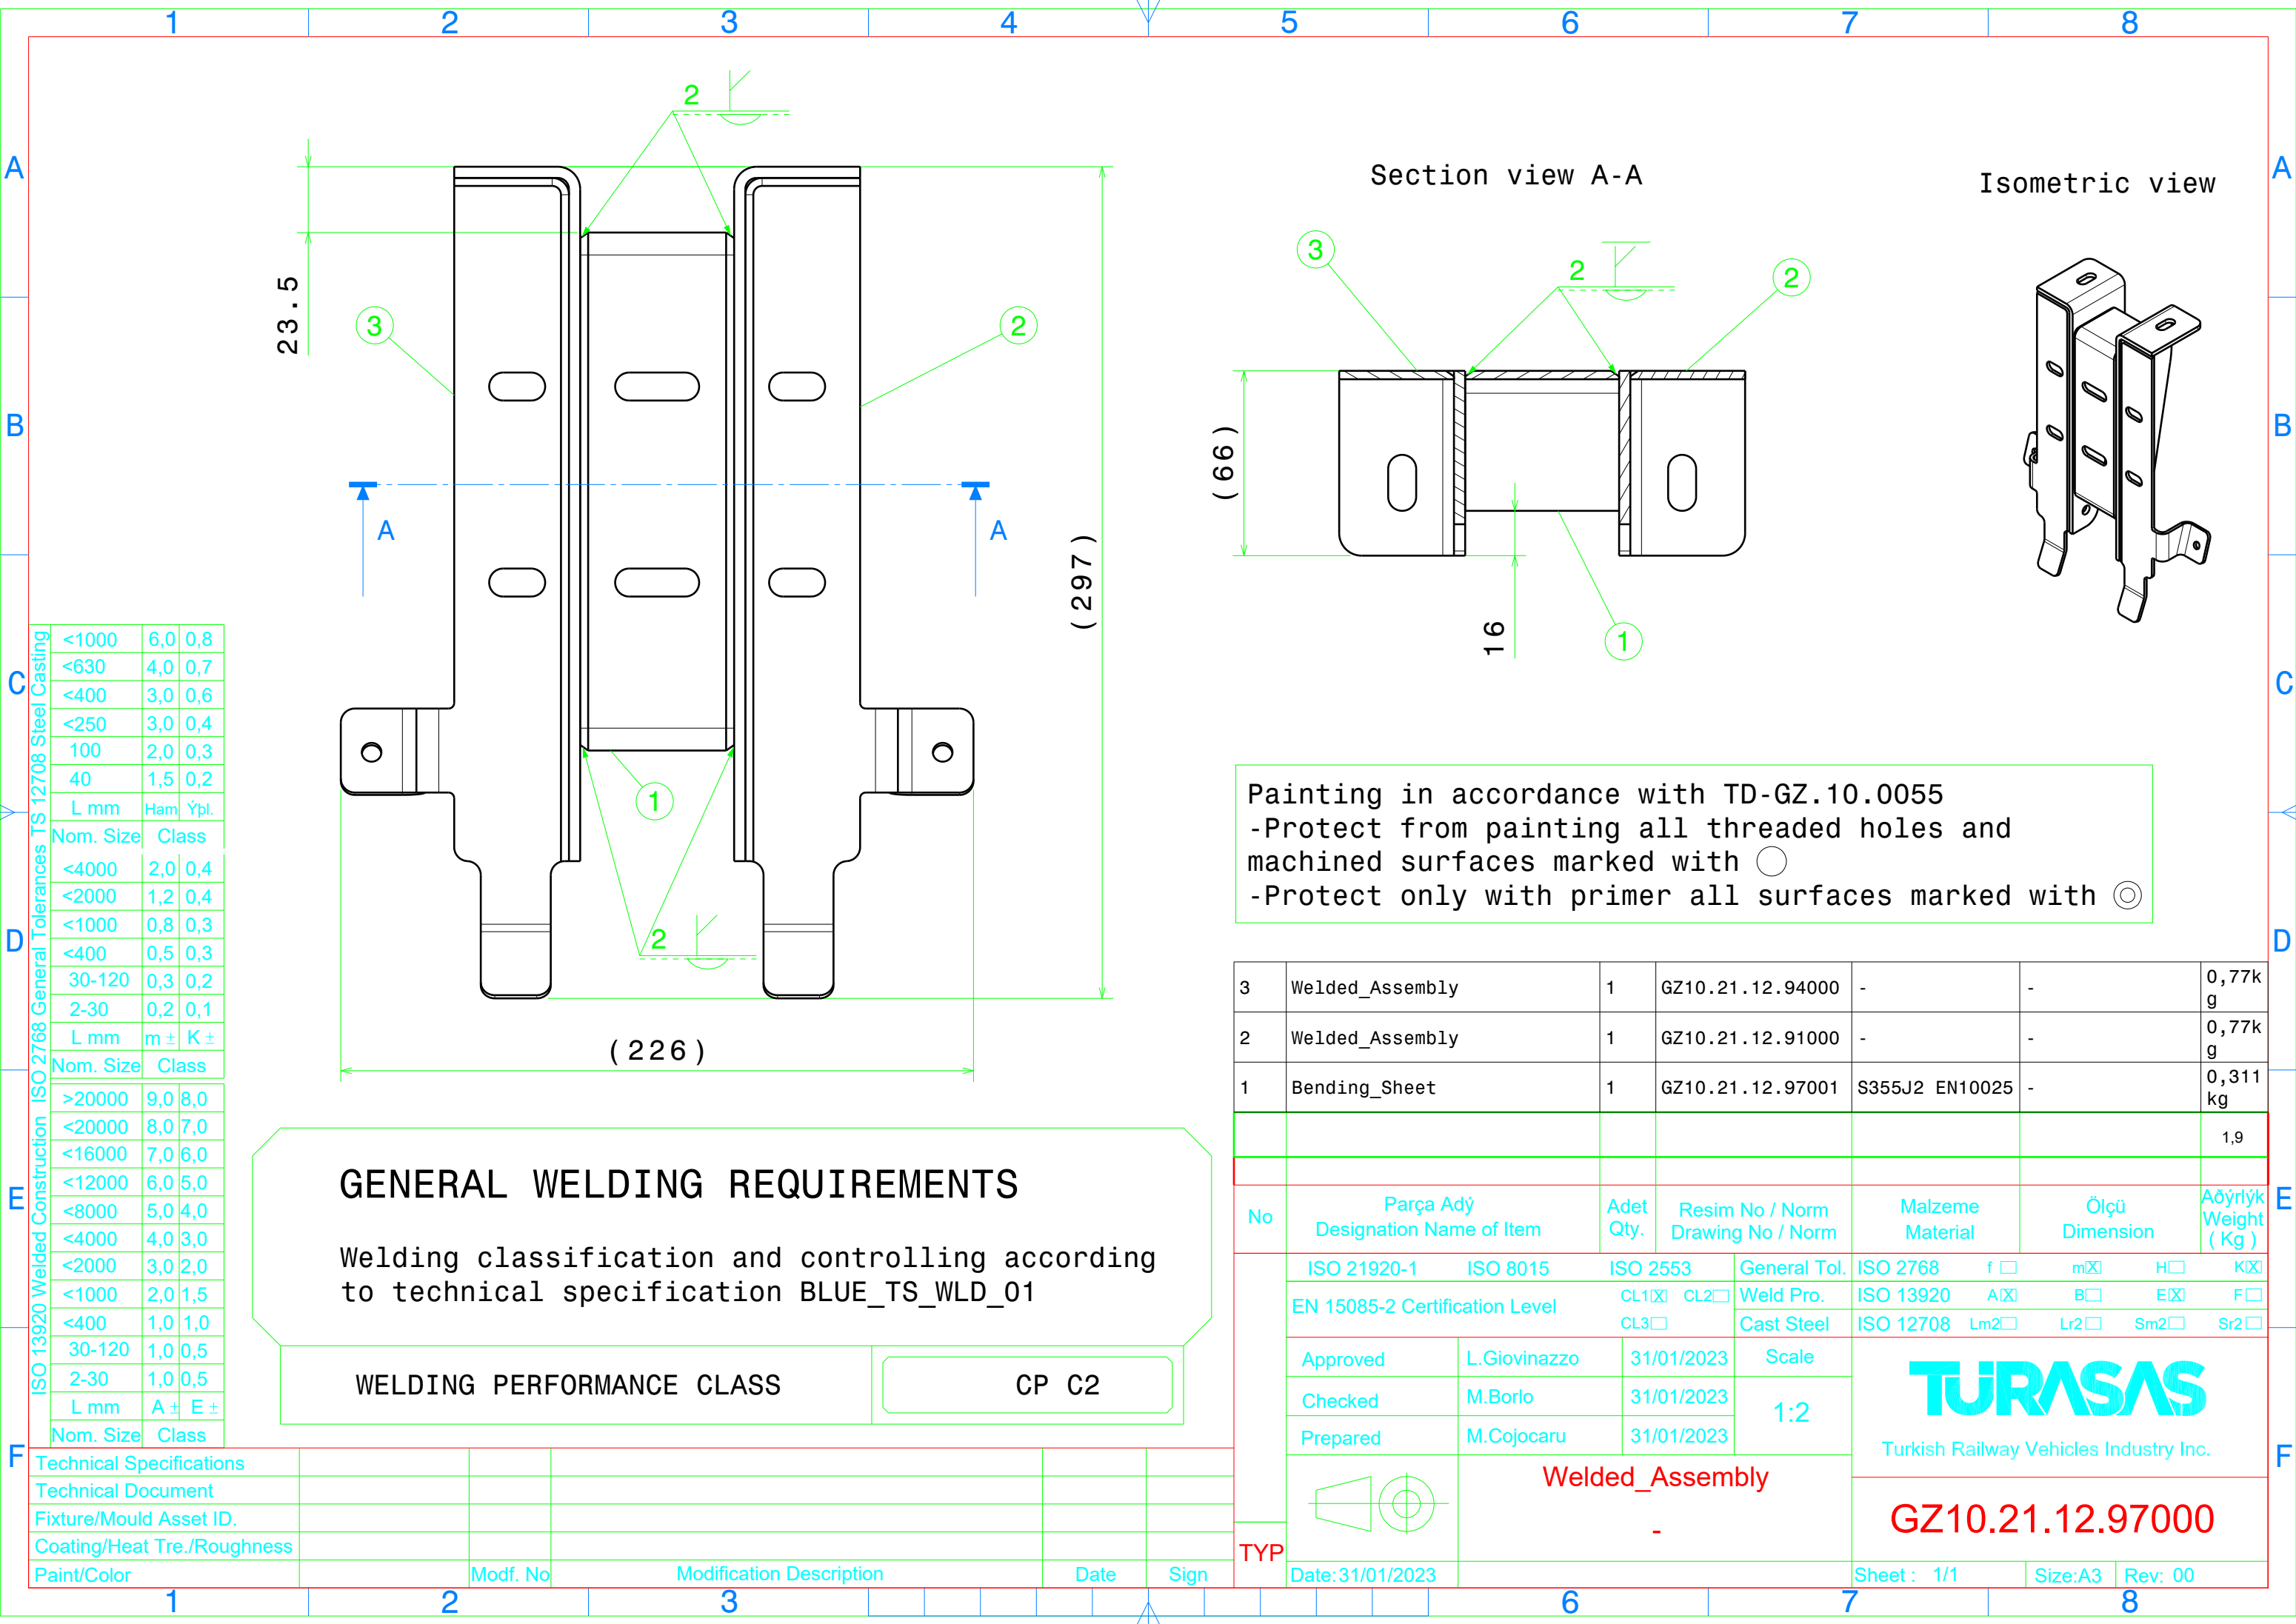 1 2 3 4 5 6 7 8
A A
B B
C C
D D
E E
F F
2
23.5
3
2
A A
(297)
1
2
(226)
Section view A-A
3
2
2
(66)
16
1
Isometric view
Painting in accordance with TD-GZ.10.0055
-Protect from painting all threaded holes and
machined surfaces marked with
-Protect only with primer all surfaces marked with
TS 12708 Steel Casting
<1000 6,0 0,8
<630 4,0 0,7
<400 3,0 0,6
<250 3,0 0,4
100 2,0 0,3
40 1,5 0,2
L mm Ham Ýþl.
Nom. Size Class
ISO 2768 General Tolerances
<4000 2,0 0,4
<2000 1,2 0,4
<1000 0,8 0,3
<400 0,5 0,3
30-120 0,3 0,2
2-30 0,2 0,1
L mm m ± K ±
Nom. Size Class
ISO 13920 Welded Construction
>20000 9,0 8,0
<20000 8,0 7,0
<16000 7,0 6,0
<12000 6,0 5,0
<8000 5,0 4,0
<4000 4,0 3,0
<2000 3,0 2,0
<1000 2,0 1,5
<400 1,0 1,0
30-120 1,0 0,5
2-30 1,0 0,5
L mm A ± E ±
Nom. Size Class
GENERAL WELDING REQUIREMENTS
Welding classification and controlling according
to technical specification BLUE_TS_WLD_01
WELDING PERFORMANCE CLASS CP C2
Technical Specifications
Technical Document
Fixture/Mould Asset ID.
Coating/Heat Tre./Roughness
Paint/Color Modf. No Modification Description Date Sign
3 Welded_Assembly 1 GZ10.21.12.94000 - - 0,77k
g
2 Welded_Assembly 1 GZ10.21.12.91000 - - 0,77k
g
1 Bending_Sheet 1 GZ10.21.12.97001 S355J2 EN10025 - 0,311
kg
1,9
No Parça Adý Adet Resim No / Norm Malzeme Ölçü Aðýrlýk
Designation Name of Item Qty. Drawing No / Norm Material Dimension Weight
( Kg )
ISO 21920-1 ISO 8015 ISO 2553 General Tol. ISO 2768 f m X H K X
EN 15085-2 Certification Level CL1 X CL2 Weld Pro. ISO 13920 A X B E X F
CL3 Cast Steel ISO 12708 Lm2 Lr2 Sm2 Sr2
Approved L.Giovinazzo 31/01/2023 Scale
Checked M.Borlo 31/01/2023 1:2
Prepared M.Cojocaru 31/01/2023
TURASAS
Turkish Railway Vehicles Industry Inc.
Welded_Assembly
-
GZ10.21.12.97000
TYP
Date:31/01/2023 Sheet : 1/1 Size:A3 Rev: 00
1 2 3 6 7 8